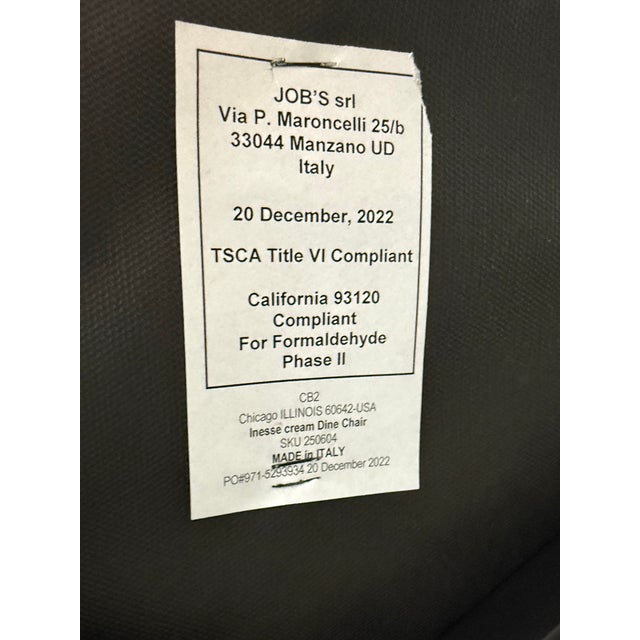 JOB'S srl
Via P. Maroncelli 25/b
33044 Manzano UD
Italy
20 December, 2022
TSCA Title VI Compliant
California 93120
Compliant
For Formaldehyde
Phase II
CB2
Chicago ILLINOIS 60642-USA
Inesse cream Dine Chair
SKU 250604
MADE in ITALY
PO#971-5293934 20 December 2022